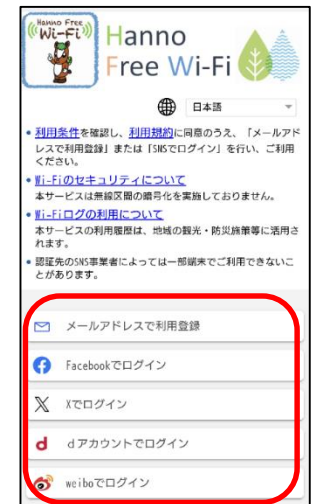 Hanno Free
Wi-Fi
Hanno
Free Wi-Fi
日本語
• 利用条件を確認し、利用規約に同意のうえ、「メールアド
レスで利用登録」または「SNSでログイン」を行い、ご利用
ください。
• Wi-Fiのセキュリティについて
本サービスは無線区間の暗号化を実施しておりません。
• Wi-Fiログの利用について
本サービスの利用履歴は、地域の観光・防災施策等に活用さ
れます。
• 認証先のSNS事業者によっては一部端末でご利用できないこ
とがあります。
メールアドレスで利用登録
Facebookでログイン
Xでログイン
d dアカウントでログイン
weiboでログイン